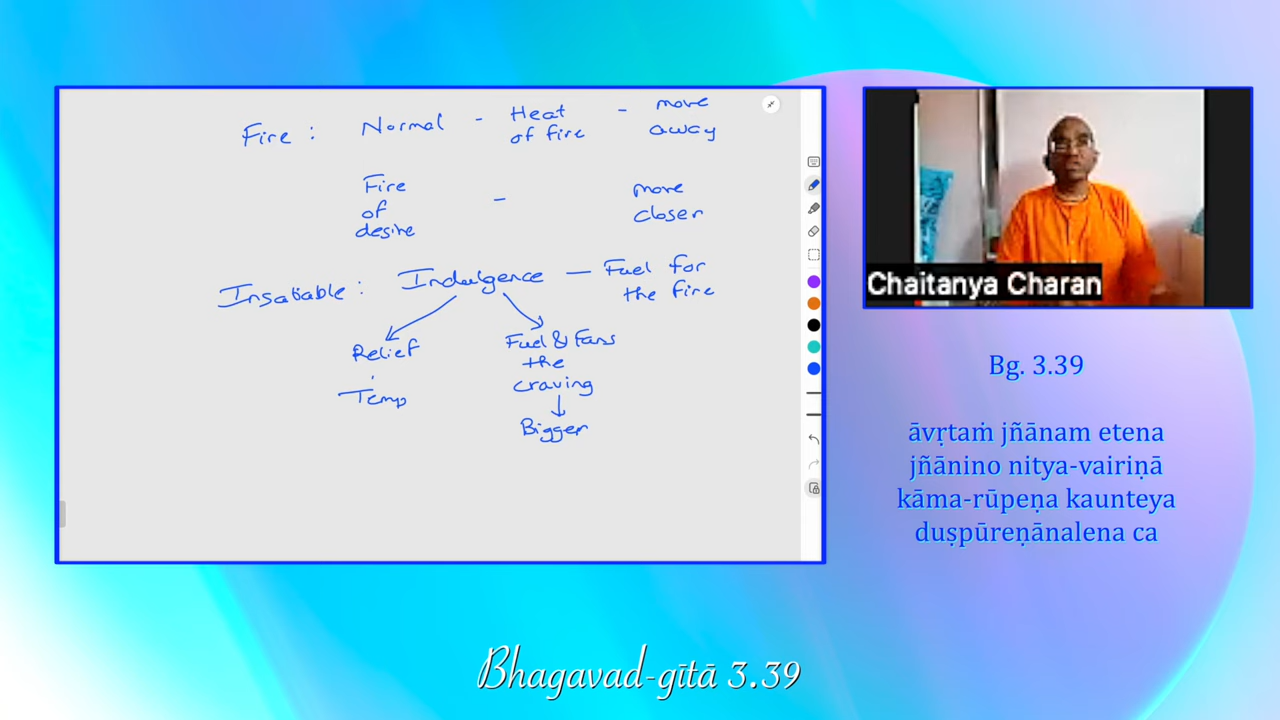 Fire : Normal - Heat of fire - move away
Fire of desire - move closer
Insatiable : Indulgence — Fuel for the fire
Relief
Temp
Fuel & Fans
the
craving
Bigger
Chaitanya Charan
Bg. 3.39
āvṛtaṁ jñānam etena
jñānino nitya-vairiṇā
kāma-rūpeṇa kaunteya
duṣpūreṇānalena ca
Bhagavad-gītā 3.39